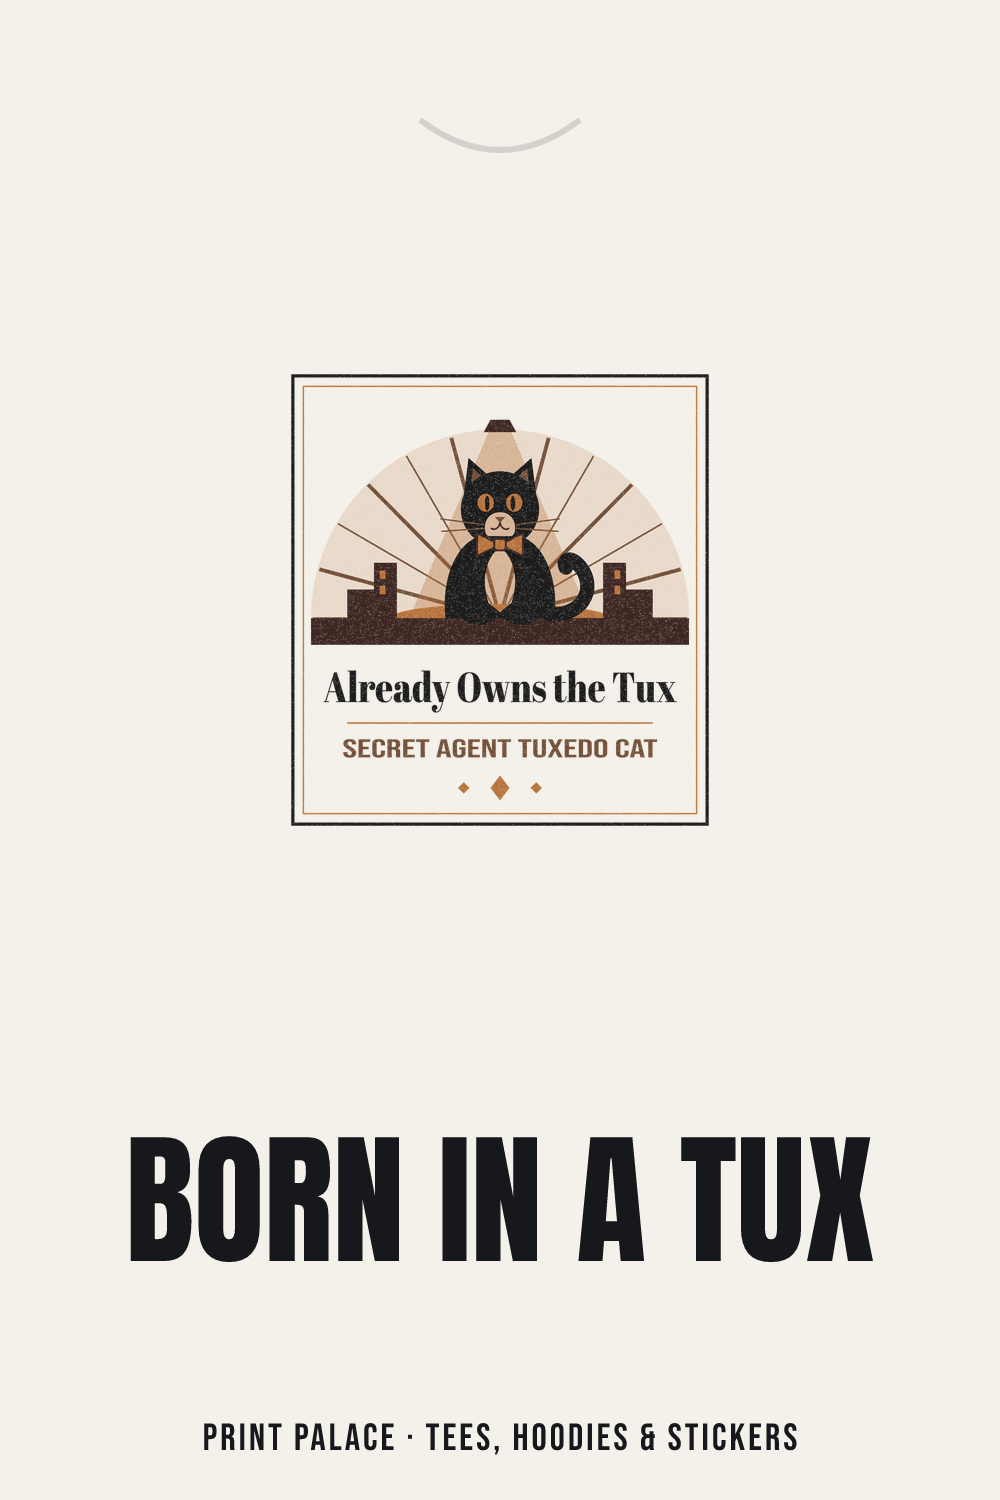 Already Owns the Tux
SECRET AGENT TUXEDO CAT
BORN IN A TUX
PRINT PALACE · TEES, HOODIES & STICKERS